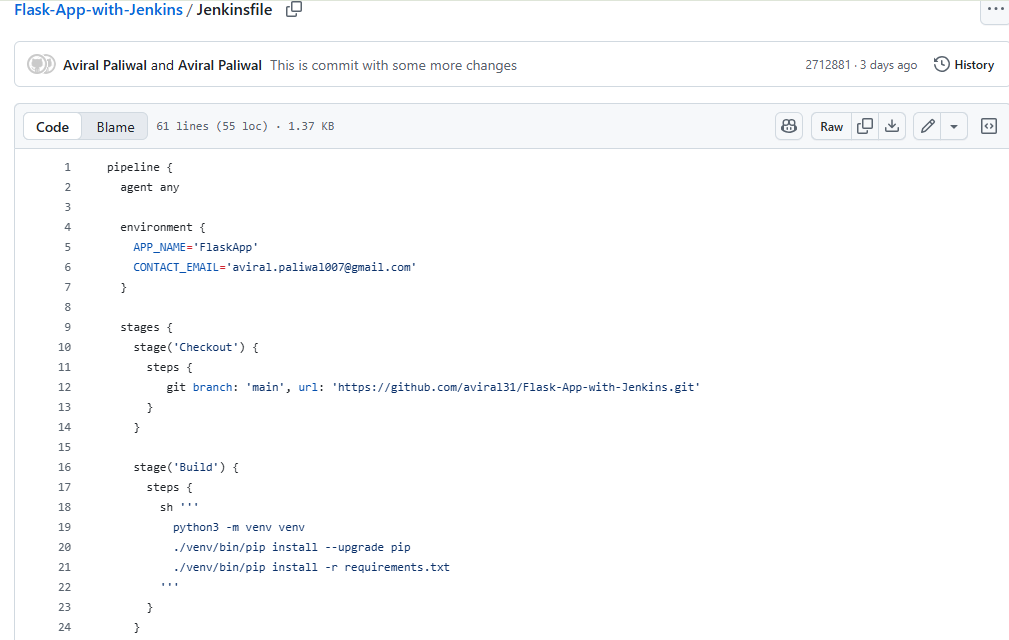 Flask-App-with-Jenkins / Jenkinsfile
Aviral Paliwal and Aviral Paliwal This is commit with some more changes 2712881 · 3 days ago History
Code Blame 61 lines (55 loc) · 1.37 KB Raw
1 pipeline {
2   agent any
3
4   environment {
5     APP_NAME='FlaskApp'
6     CONTACT_EMAIL='aviral.paliwal007@gmail.com'
7   }
8
9   stages {
10     stage('Checkout') {
11       steps {
12          git branch: 'main', url: 'https://github.com/aviral31/Flask-App-with-Jenkins.git'
13       }
14     }
15
16     stage('Build') {
17       steps {
18         sh '''
19           python3 -m venv venv
20           ./venv/bin/pip install --upgrade pip
21           ./venv/bin/pip install -r requirements.txt
22         '''
23       }
24     }